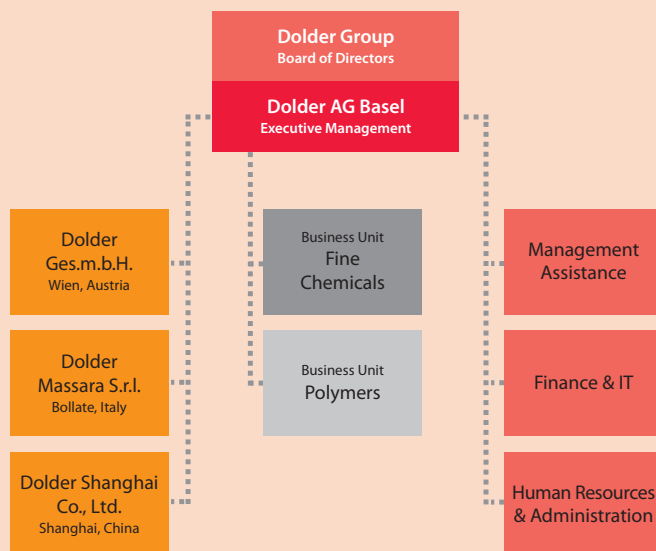 Dolder Group
Board of Directors
Dolder AG Basel
Executive Management
Dolder
Ges.m.b.H.
Wien, Austria
Business Unit
Fine
Chemicals
Management
Assistance
Dolder
Massara S.r.l.
Bollate, Italy
Business Unit
Polymers
Finance & IT
Dolder Shanghai
Co., Ltd.
Shanghai, China
Human Resources
& Administration